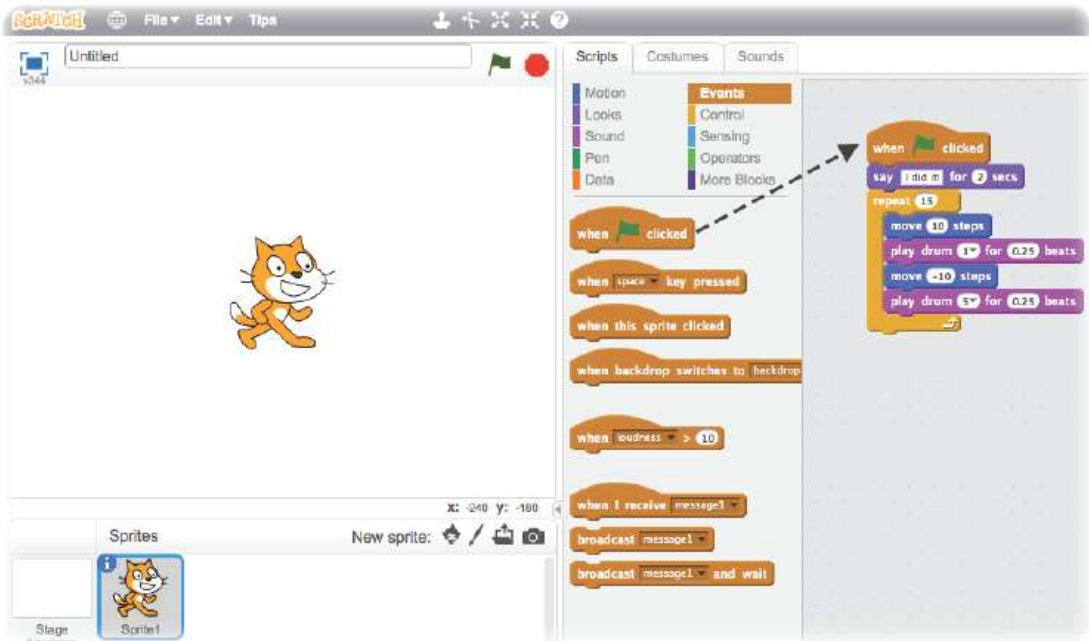 SCRATCH File Edit Tips
v344 Untitled
Scripts Costumes Sounds
Motion Events
Looks Control
Sound Sensing
Pen Operators
Data More Blocks
when clicked
when space key pressed
when this sprite clicked
when backdrop switches to backdrop
when loudness > 10
when I receive message1
broadcast message1
broadcast message1 and wait
when clicked
say I did it! for 2 secs
repeat 15
move 10 steps
play drum 1 for 0.25 beats
move -10 steps
play drum 5 for 0.25 beats
X: -240 Y: -180
Sprites New sprite:
Stage
Sprite1